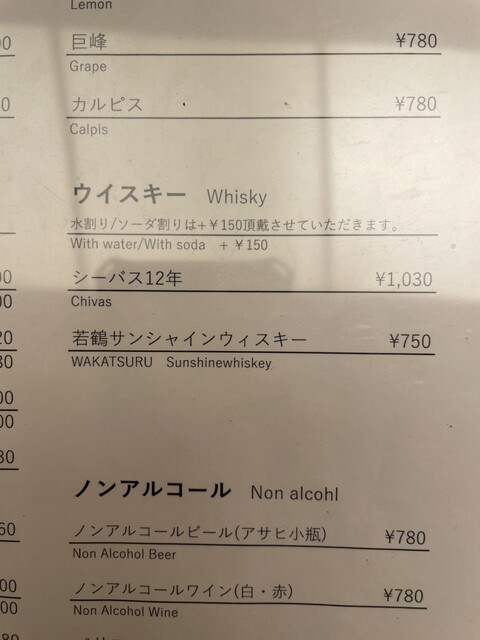 Lemon
巨峰 ¥780
Grape
カルピス ¥780
Calpis
ウイスキー Whisky
水割り/ソーダ割りは+¥150頂戴させていただきます。
With water/With soda + ¥150
シーバス12年 ¥1,030
Chivas
若鶴サンシャインウィスキー ¥750
WAKATSURU Sunshinewhiskey
ノンアルコール Non alcohl
ノンアルコールビール(アサヒ小瓶) ¥780
Non Alcohol Beer
ノンアルコールワイン(白・赤) ¥780
Non Alcohol Wine